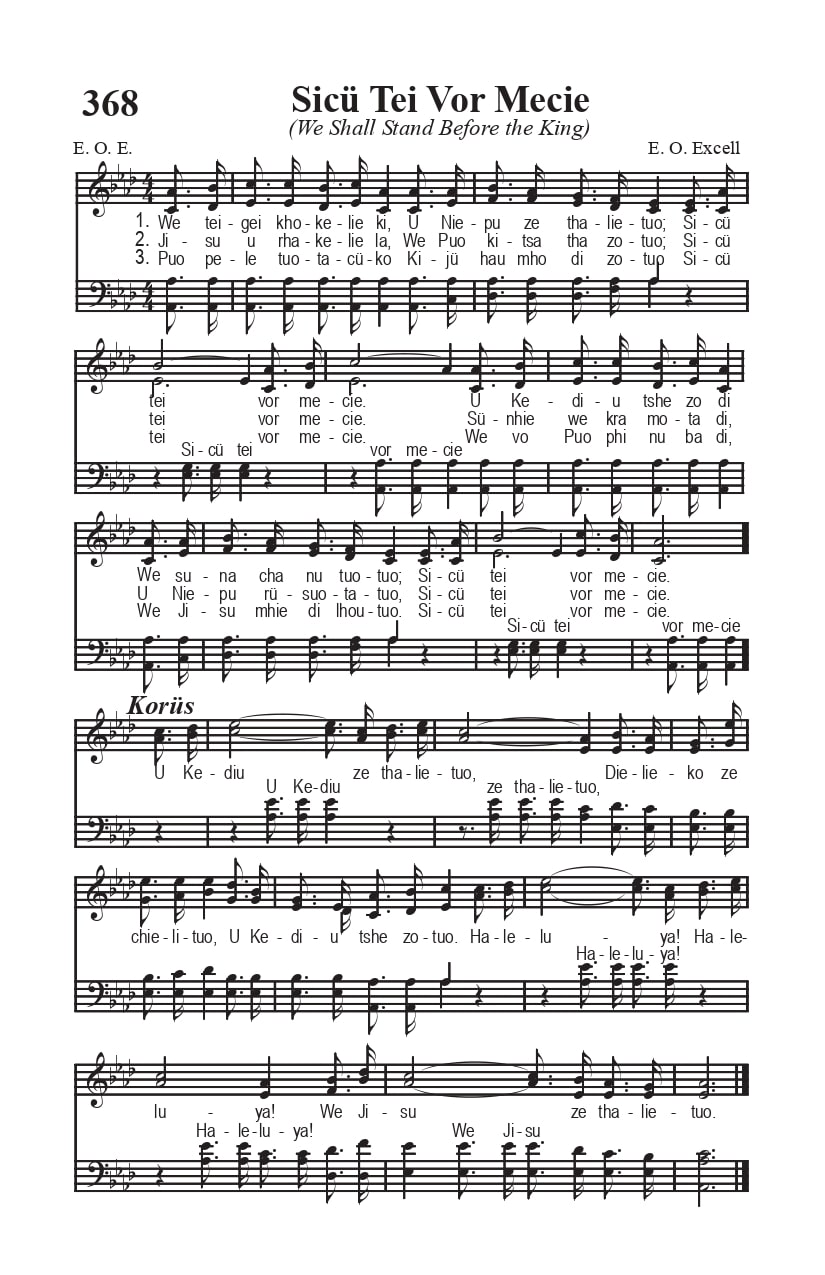 368
Sicü Tei Vor Mecie
(We Shall Stand Before the King)
E. O. E.
E. O. Excell
1. We tei - gei kho - ke - lie ki, U Nie - pu ze tha - lie - tuo; Si - cü
2. Ji - su u rha - ke - lie la, We Puo ki - tsa tha zo - tuo; Si - cü
3. Puo pe - le tuo - ta - cü - ko Ki - jü hau mho di zo - tuo Si - cü
tei vor me - cie. U Ke - di - u tshe zo di
tei vor me - cie. Sü - nhie we kra mo - ta di,
tei vor me - cie. We vo Puo phi nu ba di,
Si - cü tei vor me - cie
We su - na cha nu tuo - tuo; Si - cü tei vor me - cie.
U Nie - pu rü - suo - ta - tuo, Si - cü tei vor me - cie.
We Ji - su mhie di lhou - tuo. Si - cü tei vor me - cie.
Si - cü tei vor me - cie
Korüs
U Ke - diu ze tha - lie - tuo, Die - lie - ko ze
U Ke - diu ze tha - lie - tuo,
chie - li - tuo, U Ke - di - u tshe zo - tuo. Ha - le - lu - ya! Ha - le -
Ha - le - lu - ya!
lu - ya! We Ji - su ze tha - lie - tuo.
Ha - le - lu - ya! We Ji - su